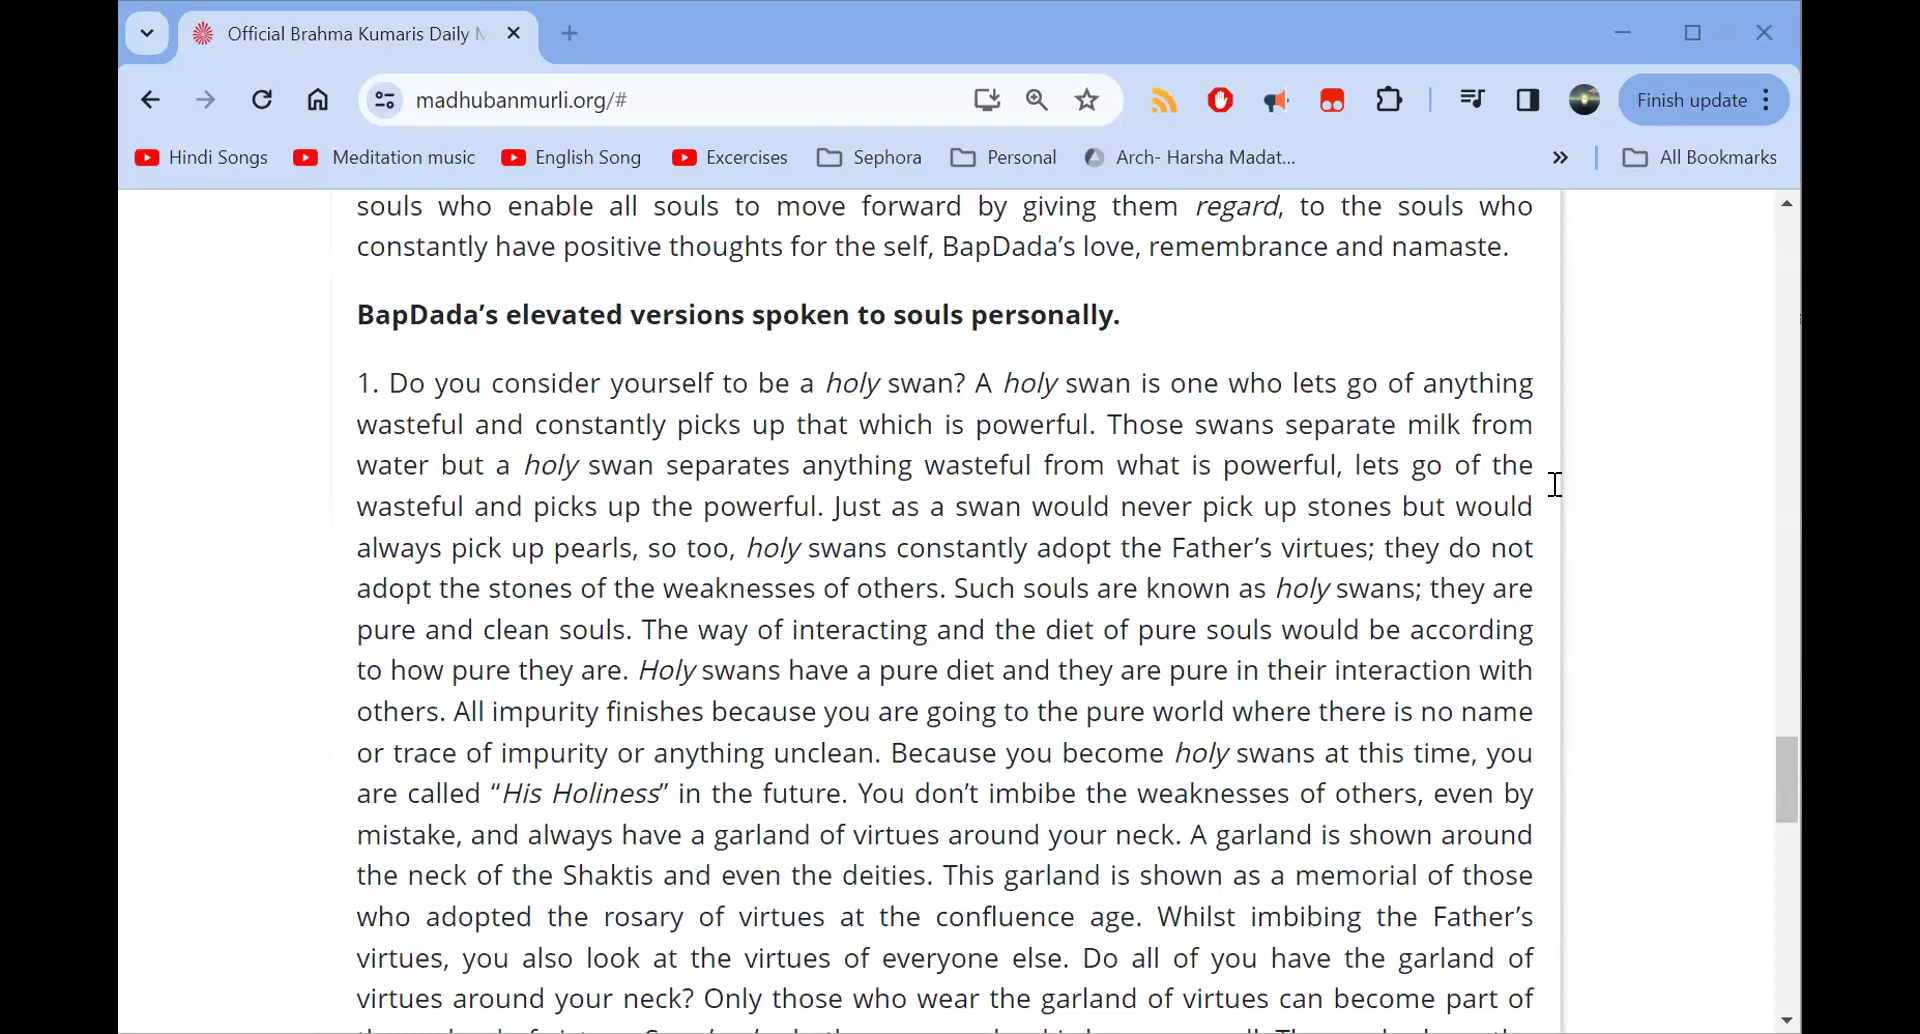 Official Brahma Kumaris Daily M
madhubanmurli.org/#
Finish update
Hindi Songs
Meditation music
English Song
Excercises
Sephora
Personal
Arch- Harsha Madat...
All Bookmarks
souls who enable all souls to move forward by giving them regard, to the souls who
constantly have positive thoughts for the self, BapDada’s love, remembrance and namaste.
BapDada’s elevated versions spoken to souls personally.
1. Do you consider yourself to be a holy swan? A holy swan is one who lets go of anything
wasteful and constantly picks up that which is powerful. Those swans separate milk from
water but a holy swan separates anything wasteful from what is powerful, lets go of the
wasteful and picks up the powerful. Just as a swan would never pick up stones but would
always pick up pearls, so too, holy swans constantly adopt the Father’s virtues; they do not
adopt the stones of the weaknesses of others. Such souls are known as holy swans; they are
pure and clean souls. The way of interacting and the diet of pure souls would be according
to how pure they are. Holy swans have a pure diet and they are pure in their interaction with
others. All impurity finishes because you are going to the pure world where there is no name
or trace of impurity or anything unclean. Because you become holy swans at this time, you
are called “His Holiness” in the future. You don’t imbibe the weaknesses of others, even by
mistake, and always have a garland of virtues around your neck. A garland is shown around
the neck of the Shaktis and even the deities. This garland is shown as a memorial of those
who adopted the rosary of virtues at the confluence age. Whilst imbibing the Father’s
virtues, you also look at the virtues of everyone else. Do all of you have the garland of
virtues around your neck? Only those who wear the garland of virtues can become part of